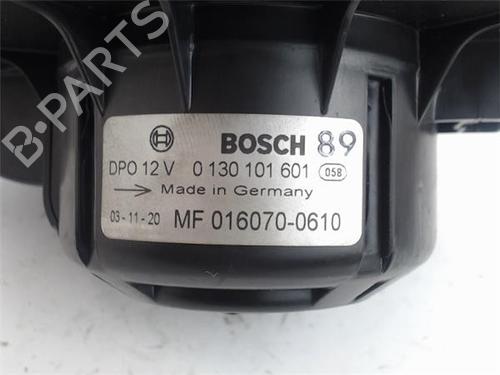 B-PARTS
BOSCH 89
DPO 12 V 0 130 101 601 058
Made in Germany
03-11-20 MF 016070-0610